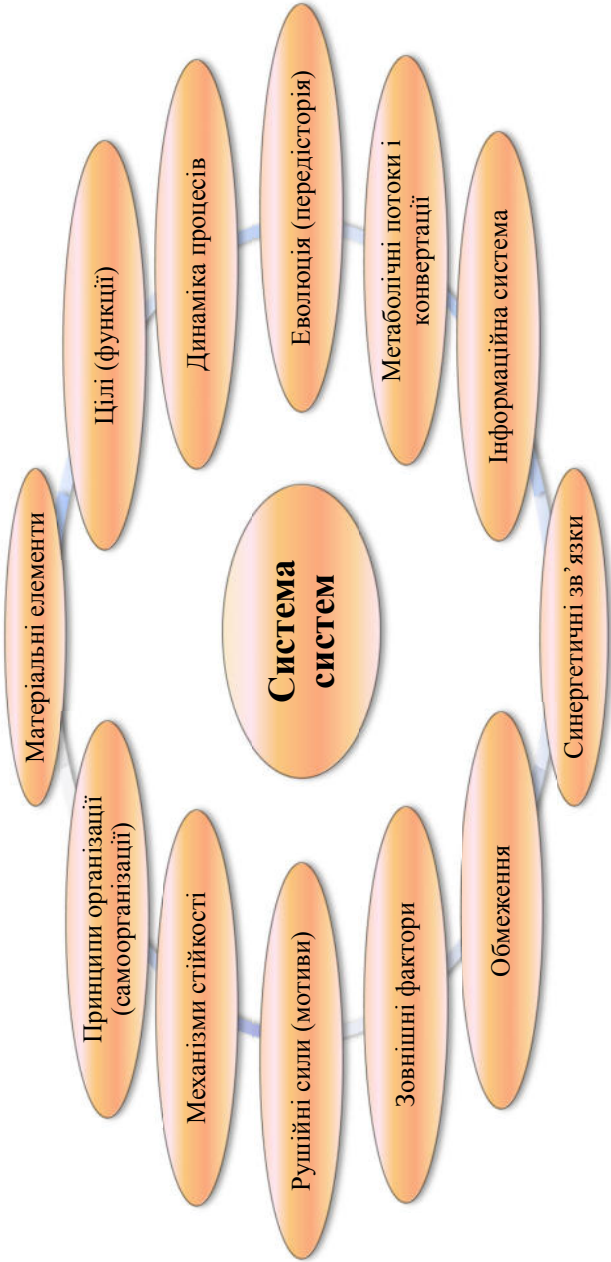 Матеріальні елементи
Принципи організації
(самоорганізації)
Цілі (функції)
Механізми стійкості
Динаміка процесів
Рушійні сили (мотиви)
Система
систем
Еволюція (передісторія)
Зовнішні фактори
Метаболічні потоки і
конвертації
Обмеження
Інформаційна система
Синергетичні зв’язки